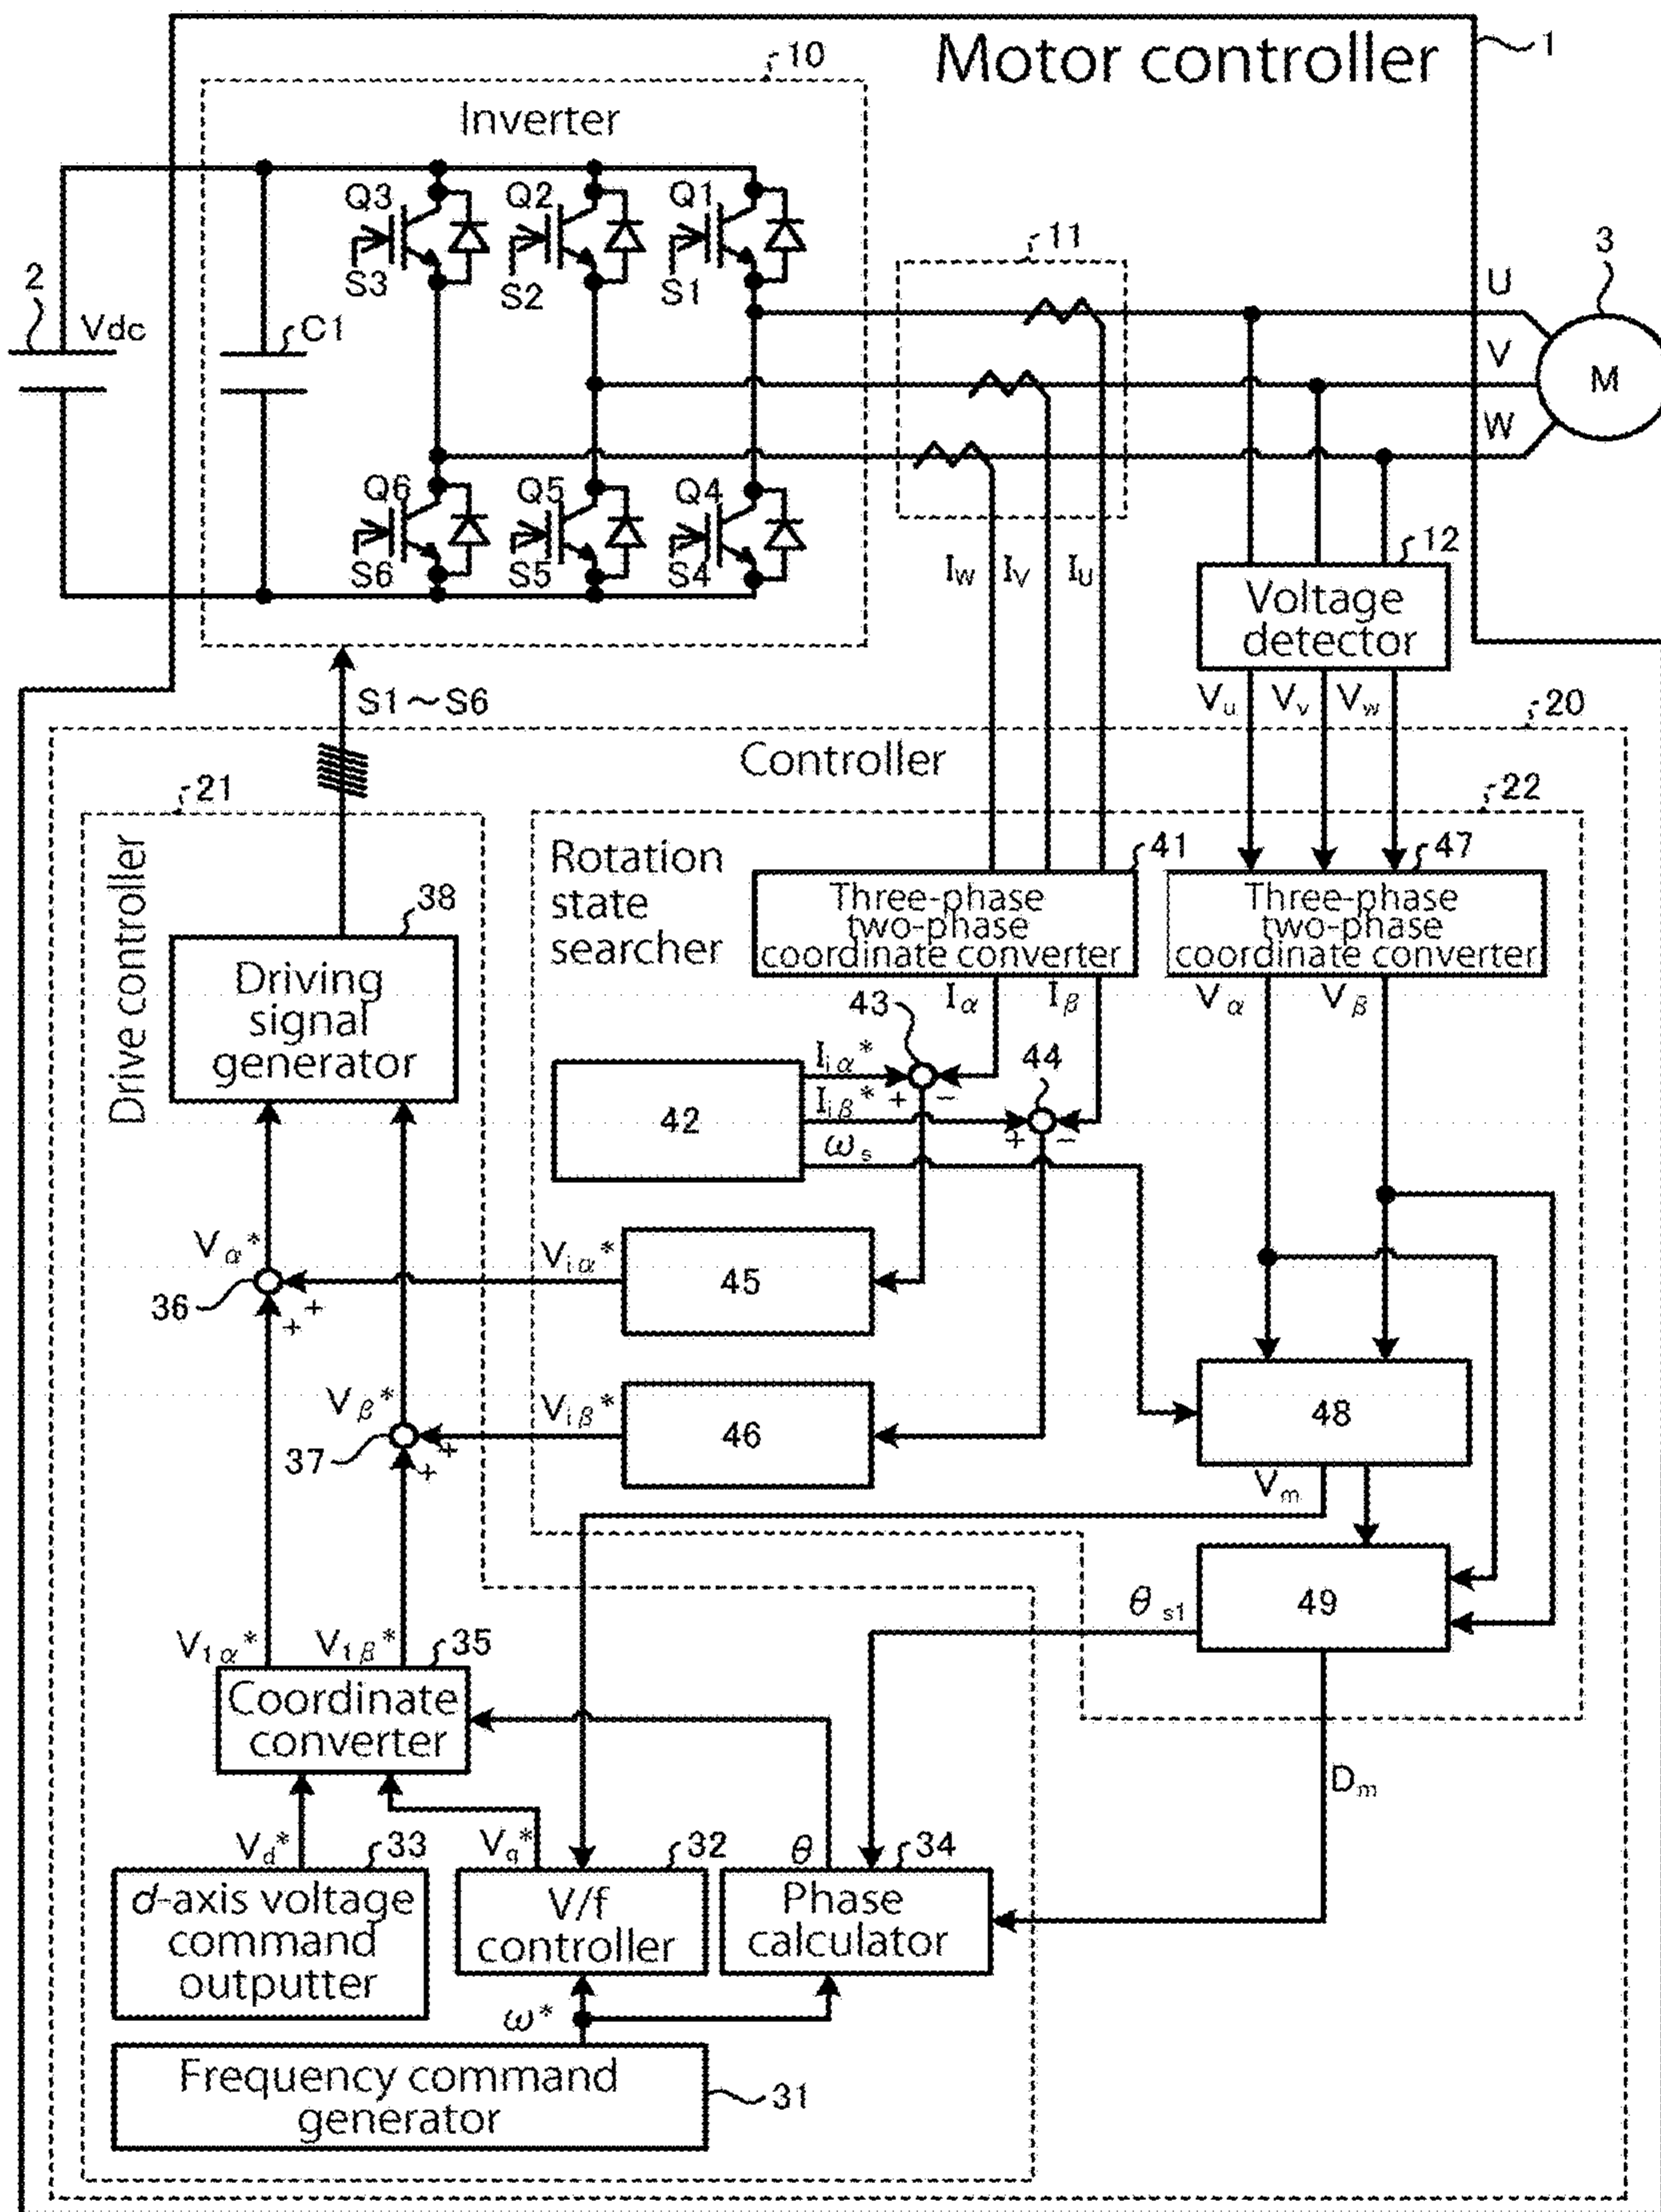 Motor controller
1
10
Inverter
Q3
Q2
Q1
S3
S2
S1
2
Vdc
C1
11
U
3
V
M
W
Q6
Q5
Q4
S6
S5
S4
IW
IV
IU
12
Voltage
detector
S1～S6
Vu
Vv
Vw
20
Controller
21
22
Drive controller
Rotation
state
searcher
41
Three-phase
two-phase
coordinate converter
47
Three-phase
two-phase
coordinate converter
38
Driving
signal
generator
43
Iα
Iβ
Vα
Vβ
Iiα*
44
+
−
Iiβ*
42
+
−
ωs
Vα*
Viα*
45
36
+
+
Vβ*
Viβ*
46
48
37
+
+
Vm
49
θs1
V1α*
V1β*
35
Coordinate
converter
Dm
Vd*
33
Vq*
32
θ
34
d-axis voltage
command
outputter
V/f
controller
Phase
calculator
ω*
Frequency command
generator
31